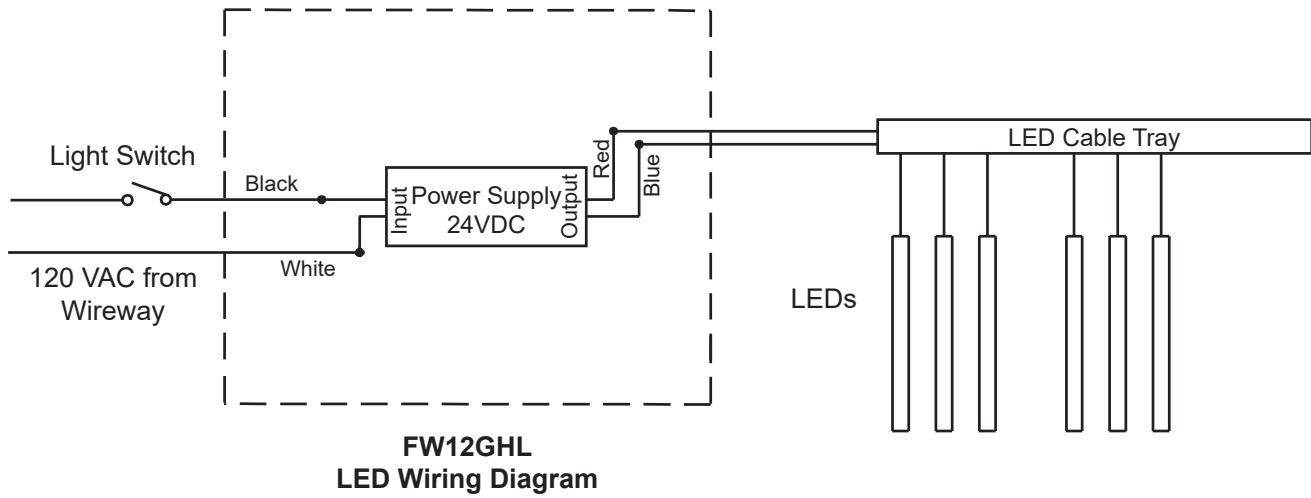 Light Switch
Black
Input
Power Supply
24VDC
Output
Red
Blue
LED Cable Tray
White
120 VAC from
Wireway
LEDs
FW12GHL
LED Wiring Diagram